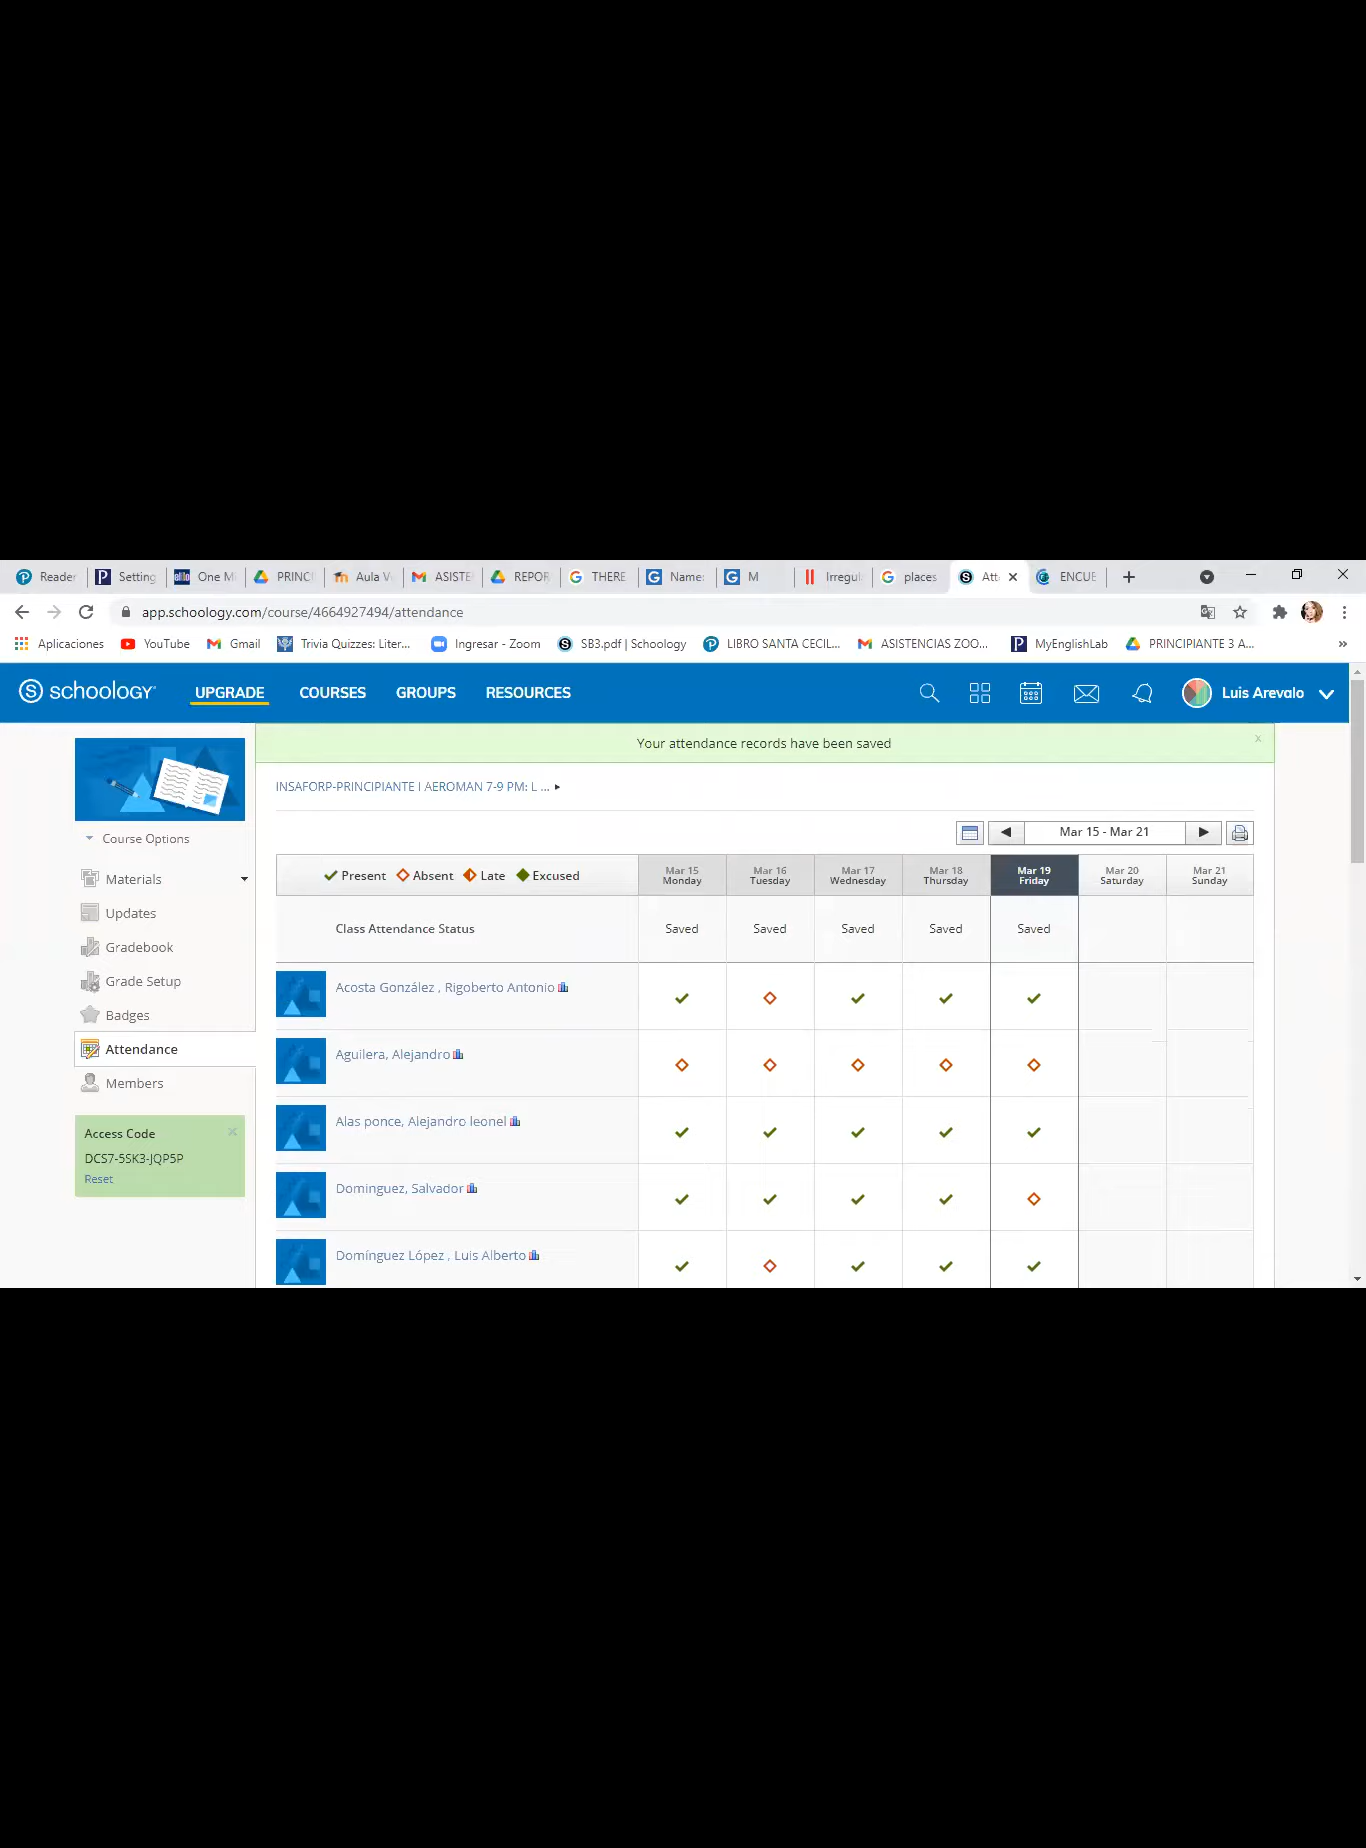 Reader Setting One M PRINC Aula V ASISTE REPOR THERE Name: M Irregul places Att ENCUE
app.schoology.com/course/4664927494/attendance
Aplicaciones YouTube Gmail Trivia Quizzes: Liter... Ingresar - Zoom SB3.pdf | Schoology LIBRO SANTA CECIL... ASISTENCIAS ZOO... MyEnglishLab PRINCIPIANTE 3 A... »
schoology UPGRADE COURSES GROUPS RESOURCES Luis Arevalo
Your attendance records have been saved
INSAFORP-PRINCIPIANTE I AEROMAN 7-9 PM: L ...
Course Options
Materials
Updates
Gradebook
Grade Setup
Badges
Attendance
Members
Access Code
DCS7-5SK3-JQP5P
Reset
Mar 15 - Mar 21
Present Absent Late Excused
Mar 15 Mar 16 Mar 17 Mar 18 Mar 19 Mar 20 Mar 21
Monday Tuesday Wednesday Thursday Friday Saturday Sunday
Class Attendance Status Saved Saved Saved Saved Saved
Acosta González , Rigoberto Antonio
Aguilera, Alejandro
Alas ponce, Alejandro leonel
Dominguez, Salvador
Domínguez López , Luis Alberto